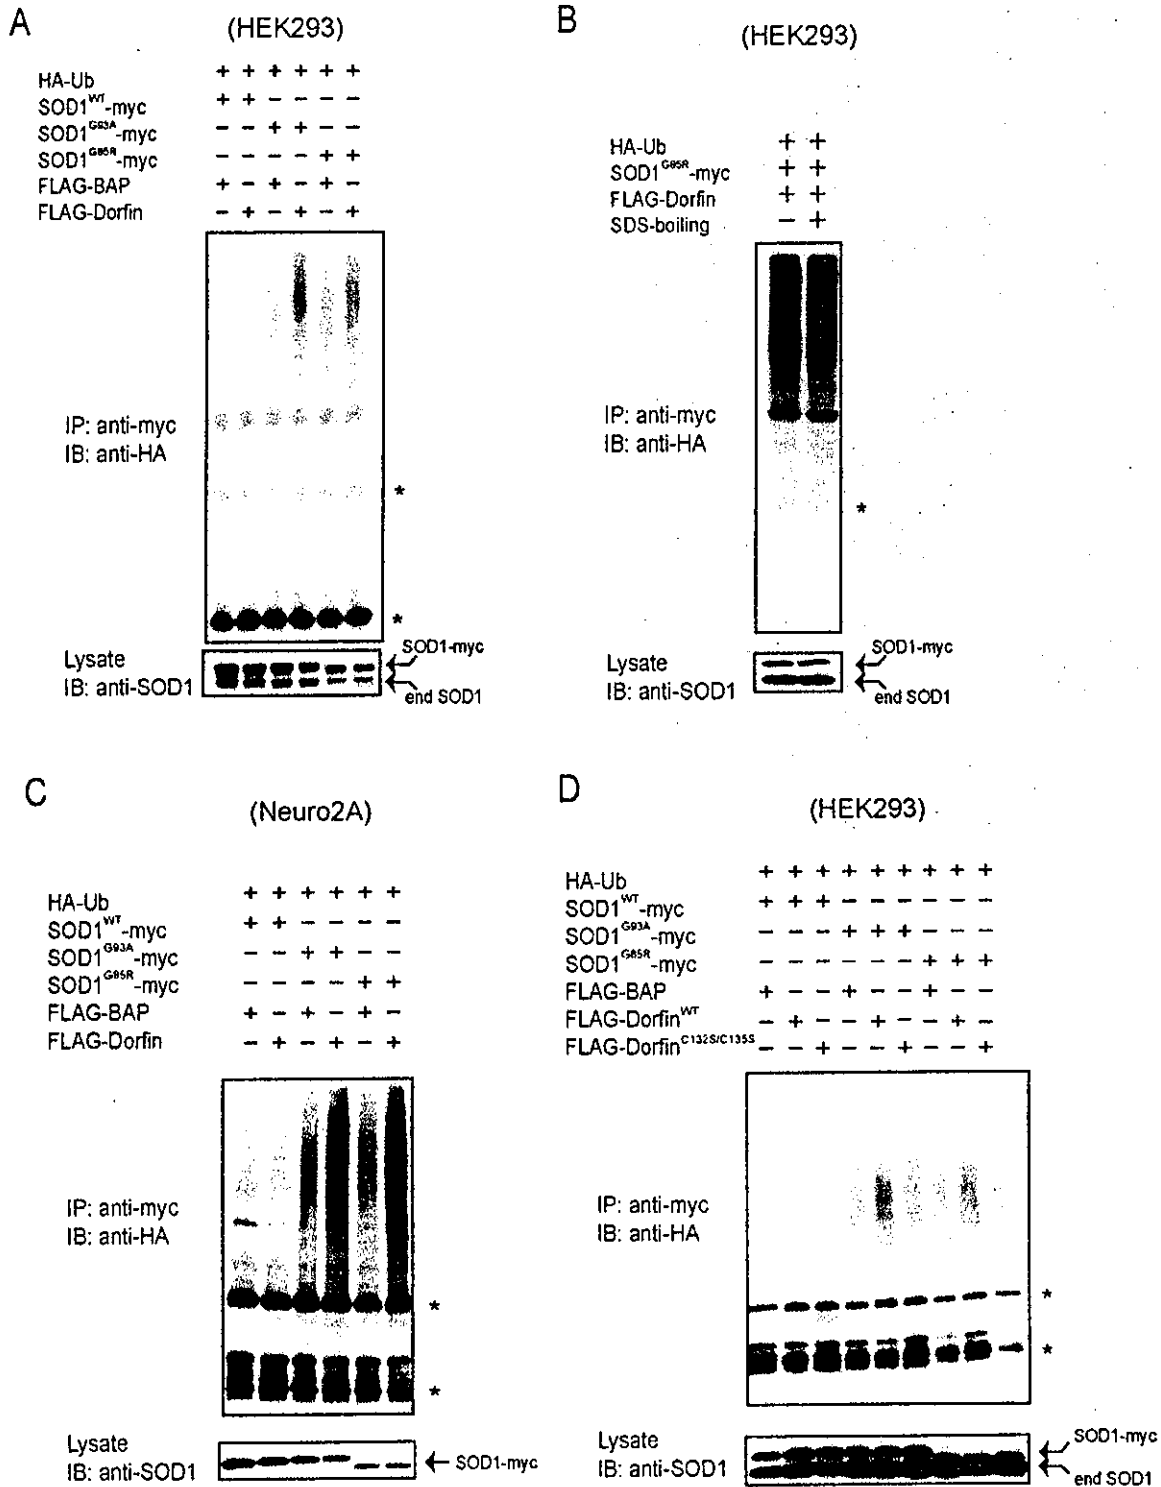 A
(HEK293)
HA-Ub + + + + + +
SOD1WT-myc + + − − − −
SOD1G93A-myc − − + + − −
SOD1G85R-myc − − − − + +
FLAG-BAP + − + − + −
FLAG-Dorfin − + − + − +
IP: anti-myc
IB: anti-HA
*
*
Lysate
IB: anti-SOD1
SOD1-myc
end SOD1
B
(HEK293)
HA-Ub + +
SOD1G85R-myc + +
FLAG-Dorfin + +
SDS-boiling − +
IP: anti-myc
IB: anti-HA
*
Lysate
IB: anti-SOD1
SOD1-myc
end SOD1
C
(Neuro2A)
HA-Ub + + + + + +
SOD1WT-myc + + − − − −
SOD1G93A-myc − − + + − −
SOD1G85R-myc − − − − + +
FLAG-BAP + − + − + −
FLAG-Dorfin − + − + − +
IP: anti-myc
IB: anti-HA
*
*
Lysate
IB: anti-SOD1
SOD1-myc
D
(HEK293)
HA-Ub + + + + + + + + +
SOD1WT-myc + + + − − − − − −
SOD1G93A-myc − − − + + + − − −
SOD1G85R-myc − − − − − − + + +
FLAG-BAP + − − + − − + − −
FLAG-DorfinWT − + − − + − − + −
FLAG-DorfinC132S/C135S − − + − − + − − +
IP: anti-myc
IB: anti-HA
*
*
Lysate
IB: anti-SOD1
SOD1-myc
end SOD1